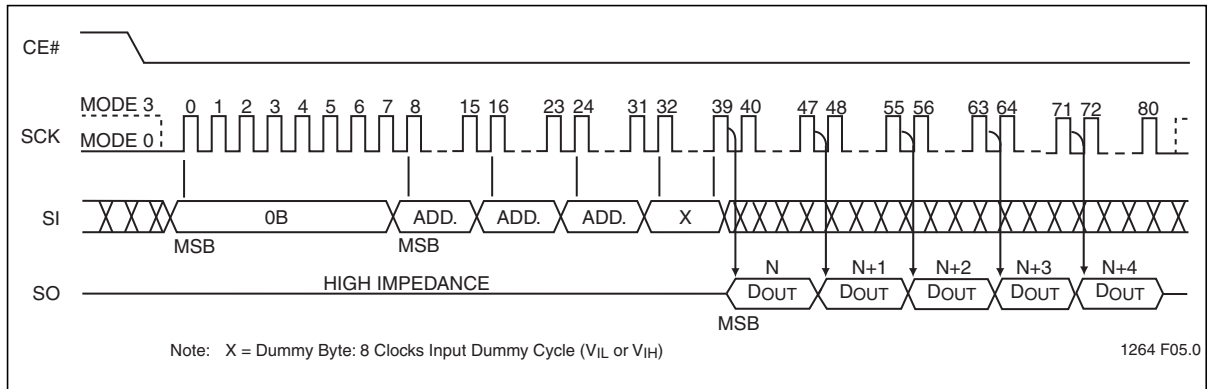 CE#
MODE 3 0 1 2 3 4 5 6 7 8 15 16 23 24 31 32 39 40 47 48 55 56 63 64 71 72 80
SCK MODE 0
SI 0B ADD. ADD. ADD. X
MSB MSB
N N+1 N+2 N+3 N+4
SO HIGH IMPEDANCE DOUT DOUT DOUT DOUT DOUT
MSB
Note: X = Dummy Byte: 8 Clocks Input Dummy Cycle (VIL or VIH)
1264 F05.0